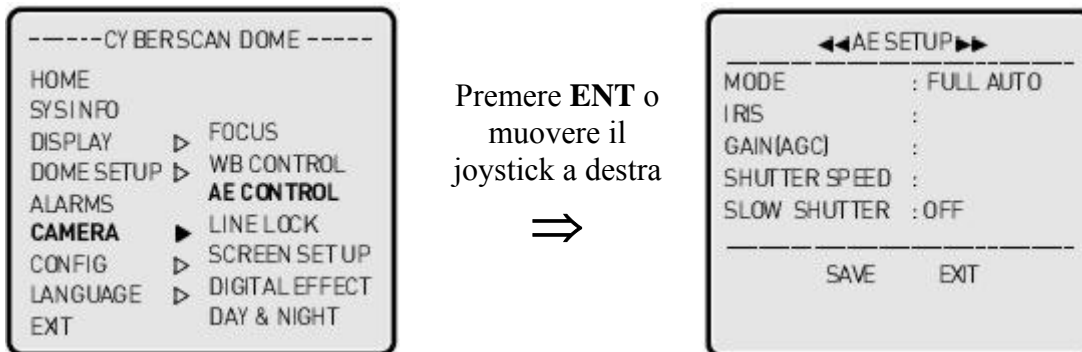 ------CYBERSCAN DOME -----
HOME
SYSINFO
DISPLAY ▷
DOME SETUP ▷
ALARMS
CAMERA ▶
CONFIG ▷
LANGUAGE ▷
EXIT
FOCUS
WB CONTROL
AE CONTROL
LINE LOCK
SCREEN SET UP
DIGITAL EFFECT
DAY & NIGHT
Premere ENT o
muovere il
joystick a destra
⇒
◀◀AE SETUP▶▶
MODE : FULL AUTO
IRIS :
GAIN(AGC) :
SHUTTER SPEED :
SLOW SHUTTER : OFF
SAVE EXIT